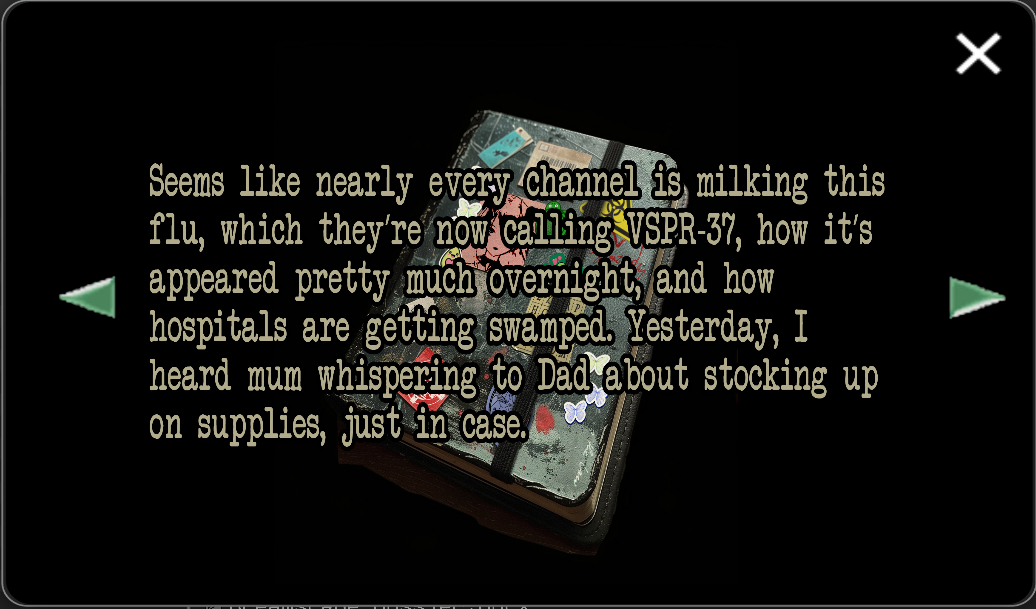 Seems like nearly every channel is milking this
flu, which they're now calling VSPR-37, how it's
appeared pretty much overnight, and how
hospitals are getting swamped. Yesterday, I
heard mum whispering to Dad about stocking up
on supplies, just in case.